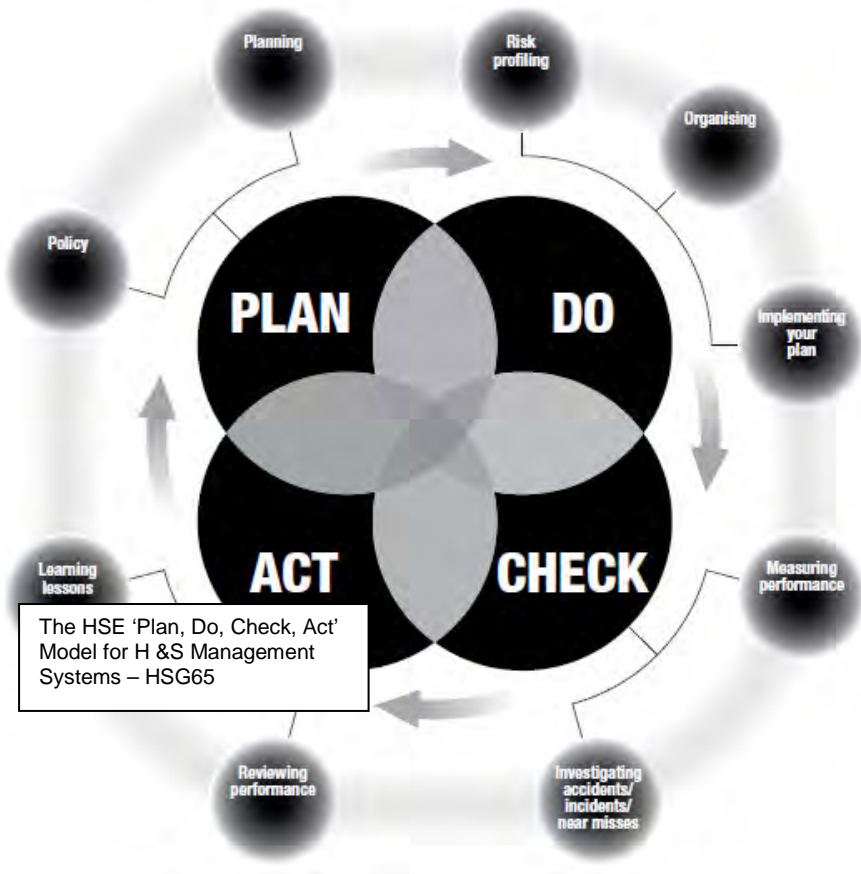 Planning
Risk
profiling
Organising
Policy
PLAN
DO
Implementing
your
plan
Learning
lessons
ACT
CHECK
Measuring
performance
The HSE ‘Plan, Do, Check, Act’
Model for H &S Management
Systems – HSG65
Reviewing
performance
Investigating
accidents/
incidents/
near misses